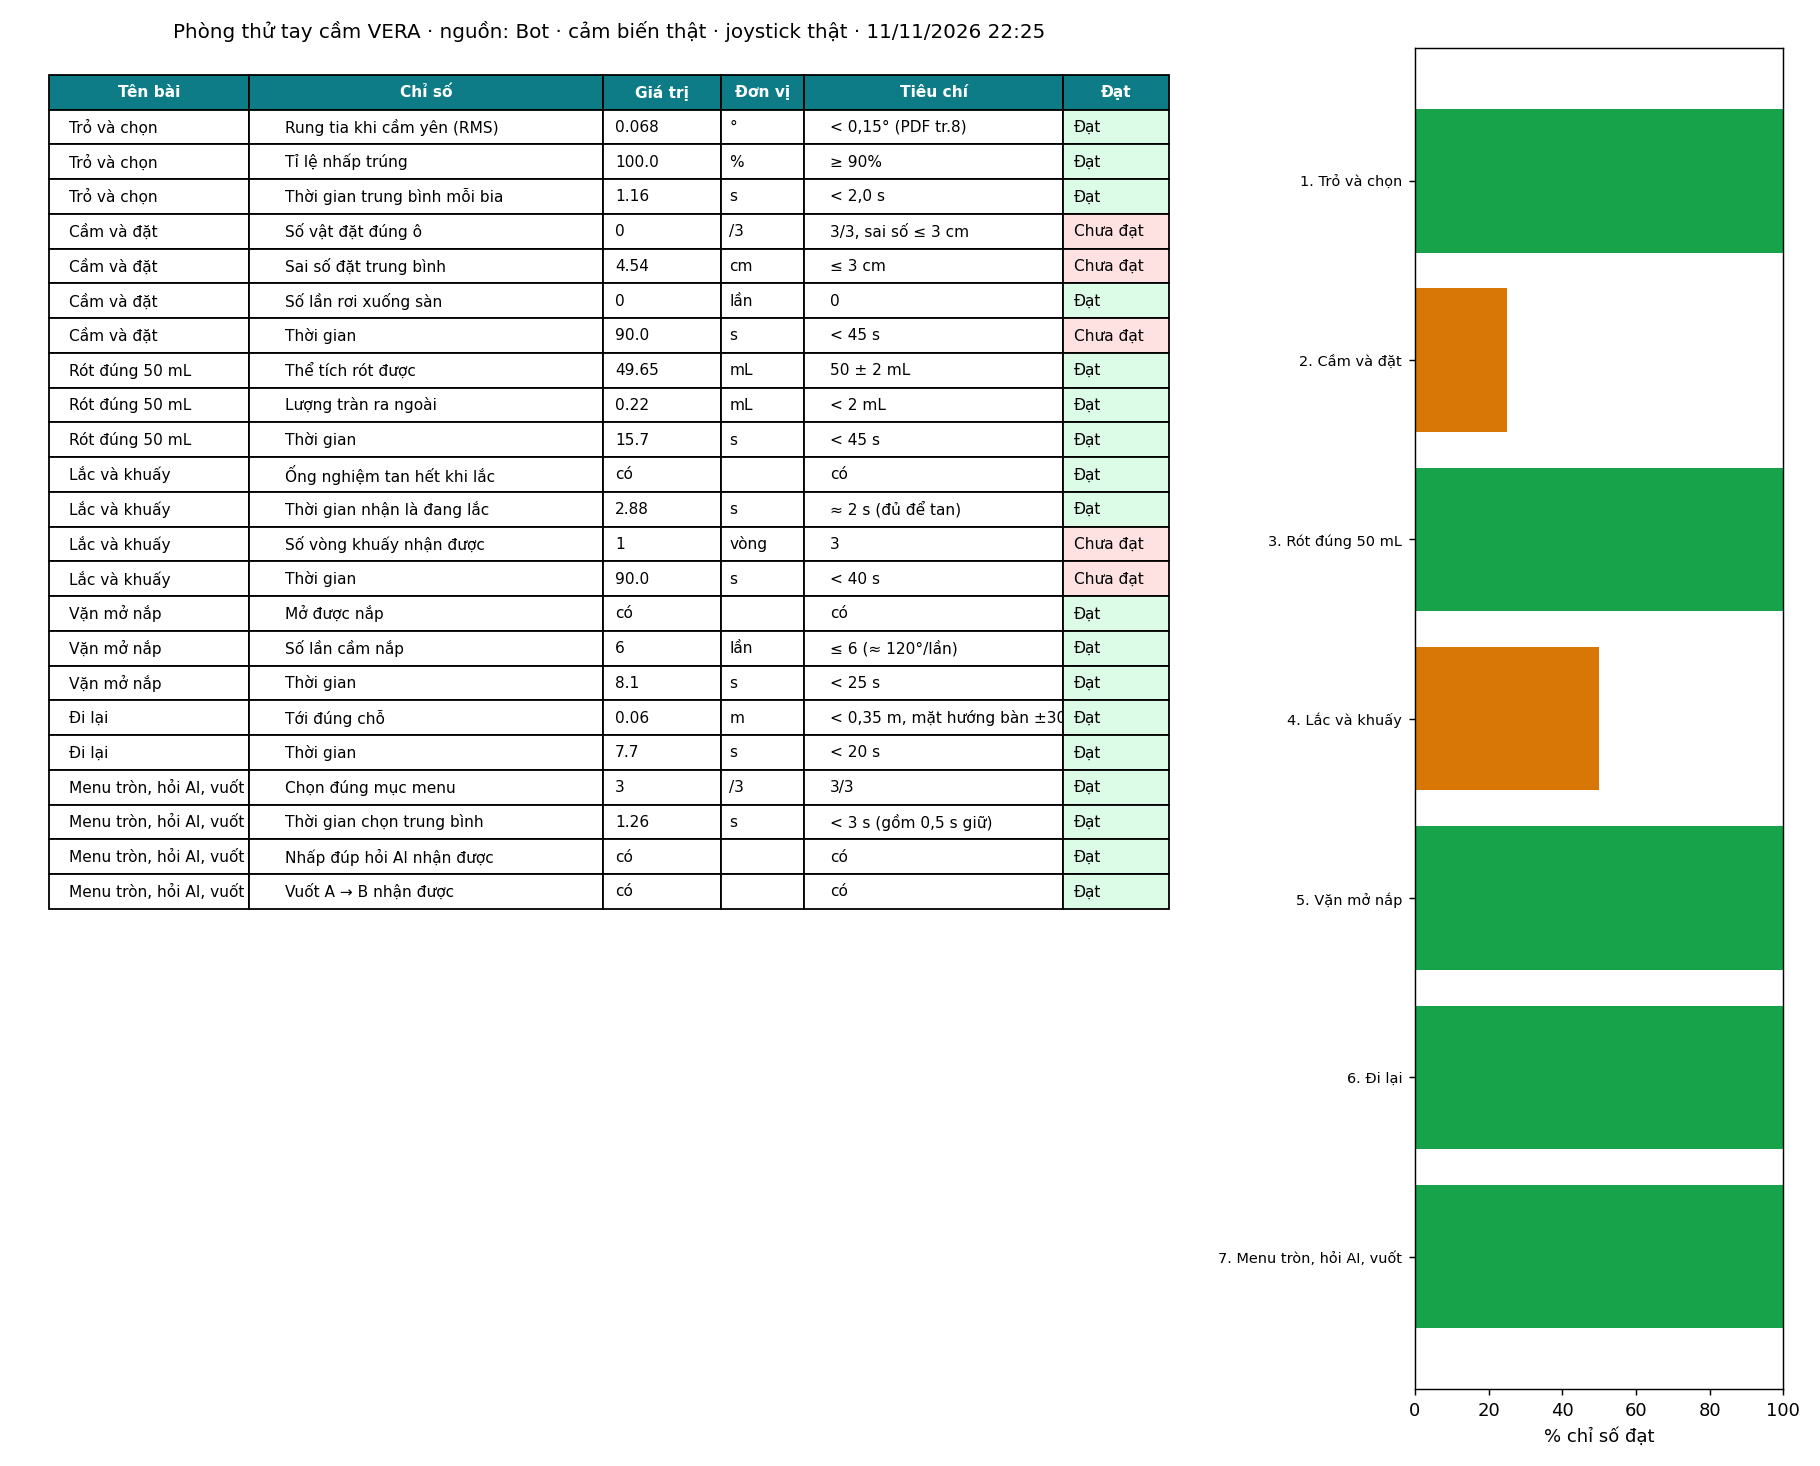 Phòng thử tay cầm VERA · nguồn: Bot · cảm biến thật · joystick thật · 11/11/2026 22:25
Tên bài Chỉ số Giá trị Đơn vị Tiêu chí Đạt
Trỏ và chọn Rung tia khi cầm yên (RMS) 0.068 ° < 0,15° (PDF tr.8) Đạt
Trỏ và chọn Tỉ lệ nhấp trúng 100.0 % ≥ 90% Đạt
Trỏ và chọn Thời gian trung bình mỗi bia 1.16 s < 2,0 s Đạt
Cầm và đặt Số vật đặt đúng ô 0 /3 3/3, sai số ≤ 3 cm Chưa đạt
Cầm và đặt Sai số đặt trung bình 4.54 cm ≤ 3 cm Chưa đạt
Cầm và đặt Số lần rơi xuống sàn 0 lần 0 Đạt
Cầm và đặt Thời gian 90.0 s < 45 s Chưa đạt
Rót đúng 50 mL Thể tích rót được 49.65 mL 50 ± 2 mL Đạt
Rót đúng 50 mL Lượng tràn ra ngoài 0.22 mL < 2 mL Đạt
Rót đúng 50 mL Thời gian 15.7 s < 45 s Đạt
Lắc và khuấy Ống nghiệm tan hết khi lắc có có Đạt
Lắc và khuấy Thời gian nhận là đang lắc 2.88 s ≈ 2 s (đủ để tan) Đạt
Lắc và khuấy Số vòng khuấy nhận được 1 vòng 3 Chưa đạt
Lắc và khuấy Thời gian 90.0 s < 40 s Chưa đạt
Vặn mở nắp Mở được nắp có có Đạt
Vặn mở nắp Số lần cầm nắp 6 lần ≤ 6 (≈ 120°/lần) Đạt
Vặn mở nắp Thời gian 8.1 s < 25 s Đạt
Đi lại Tới đúng chỗ 0.06 m < 0,35 m, mặt hướng bàn ±30 Đạt
Đi lại Thời gian 7.7 s < 20 s Đạt
Menu tròn, hỏi AI, vuốt Chọn đúng mục menu 3 /3 3/3 Đạt
Menu tròn, hỏi AI, vuốt Thời gian chọn trung bình 1.26 s < 3 s (gồm 0,5 s giữ) Đạt
Menu tròn, hỏi AI, vuốt Nhấp đúp hỏi AI nhận được có có Đạt
Menu tròn, hỏi AI, vuốt Vuốt A → B nhận được có có Đạt
1. Trỏ và chọn
2. Cầm và đặt
3. Rót đúng 50 mL
4. Lắc và khuấy
5. Vặn mở nắp
6. Đi lại
7. Menu tròn, hỏi AI, vuốt
0 20 40 60 80 100
% chỉ số đạt